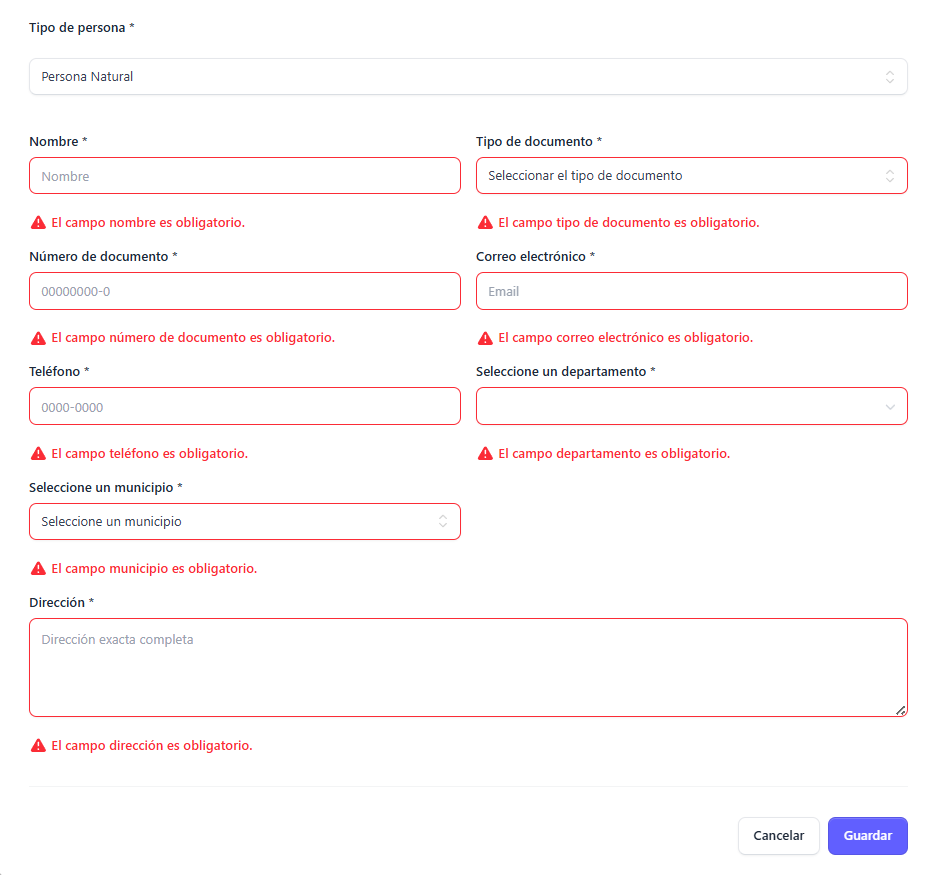 Tipo de persona *
Persona Natural
Nombre *
Tipo de documento *
Nombre
Seleccionar el tipo de documento
El campo nombre es obligatorio.
El campo tipo de documento es obligatorio.
Número de documento *
Correo electrónico *
00000000-0
Email
El campo número de documento es obligatorio.
El campo correo electrónico es obligatorio.
Teléfono *
Seleccione un departamento *
0000-0000
El campo teléfono es obligatorio.
El campo departamento es obligatorio.
Seleccione un municipio *
Seleccione un municipio
El campo municipio es obligatorio.
Dirección *
Dirección exacta completa
El campo dirección es obligatorio.
Cancelar
Guardar